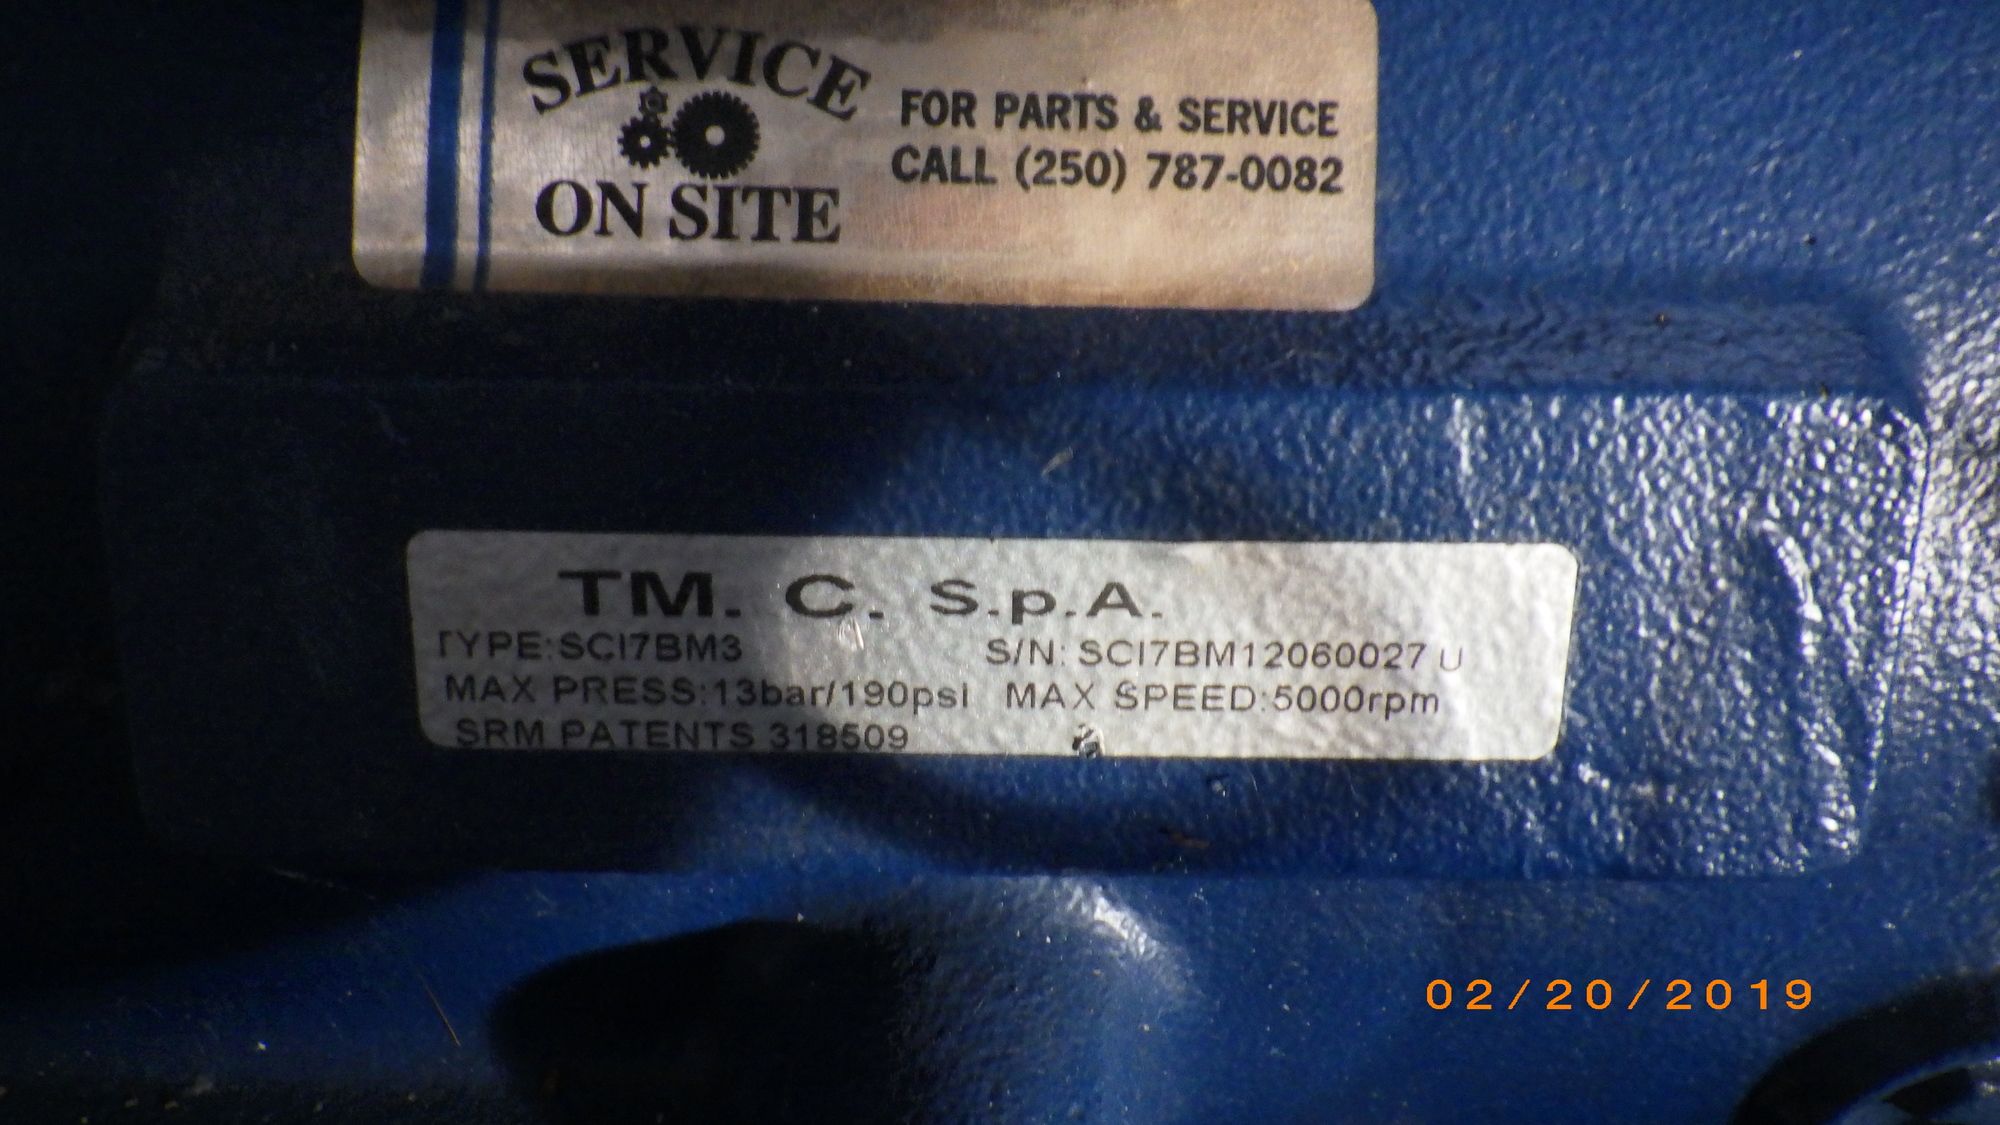 SERVICE
ON SITE
FOR PARTS & SERVICE
CALL (250) 787-0082
TM. C. S.p.A.
TYPE:SCI7BM3 S/N: SCI7BM12060027 U
MAX PRESS:13bar/190psi MAX SPEED:5000rpm
SRM PATENTS 318509
02/20/2019